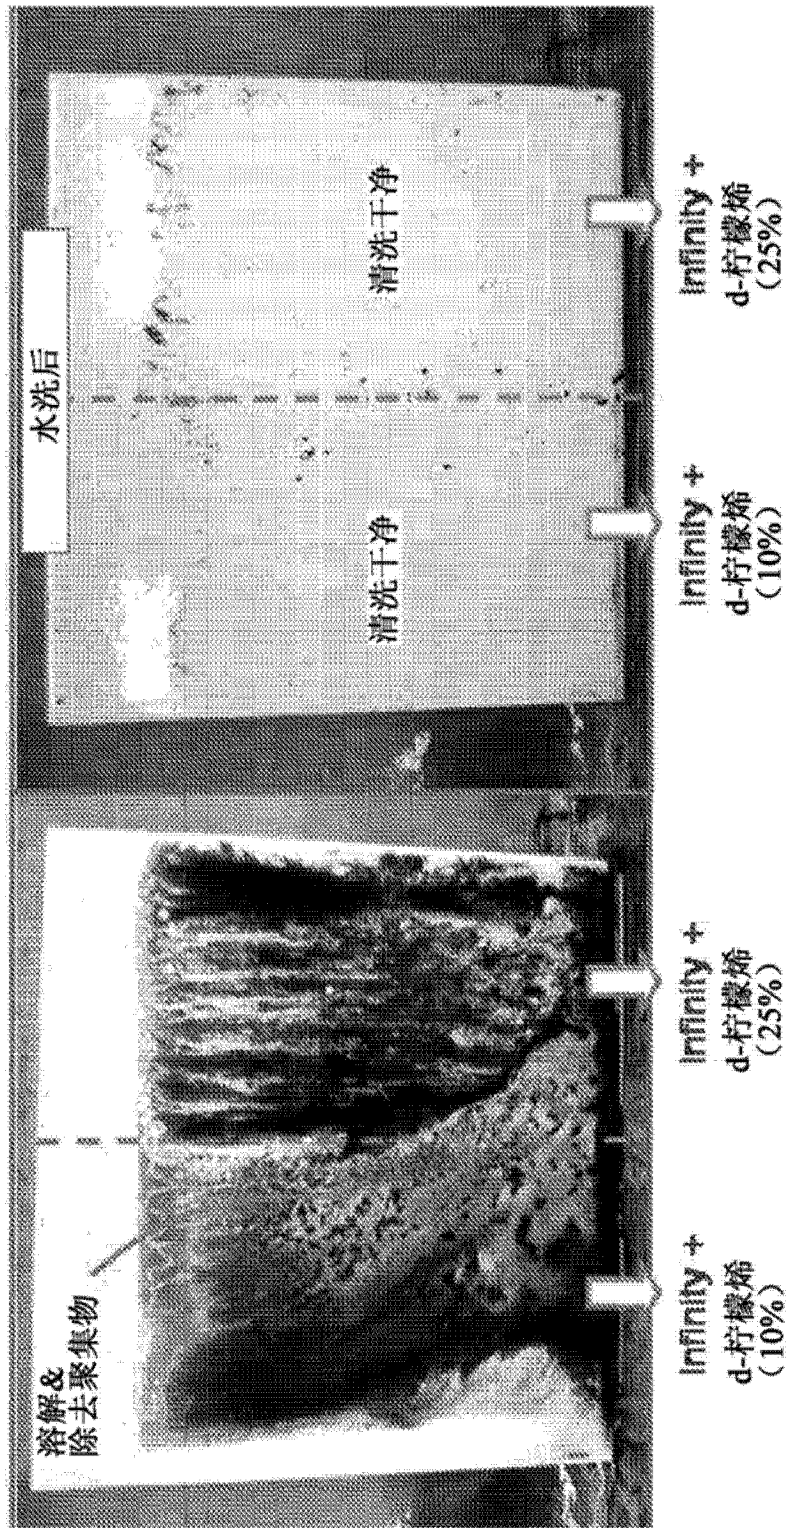 溶解&
除去聚集物
水洗后
清洗干净
清洗干净
Infinity +
d-柠檬烯
（10%）
Infinity +
d-柠檬烯
（25%）
Infinity +
d-柠檬烯
（10%）
Infinity +
d-柠檬烯
（25%）